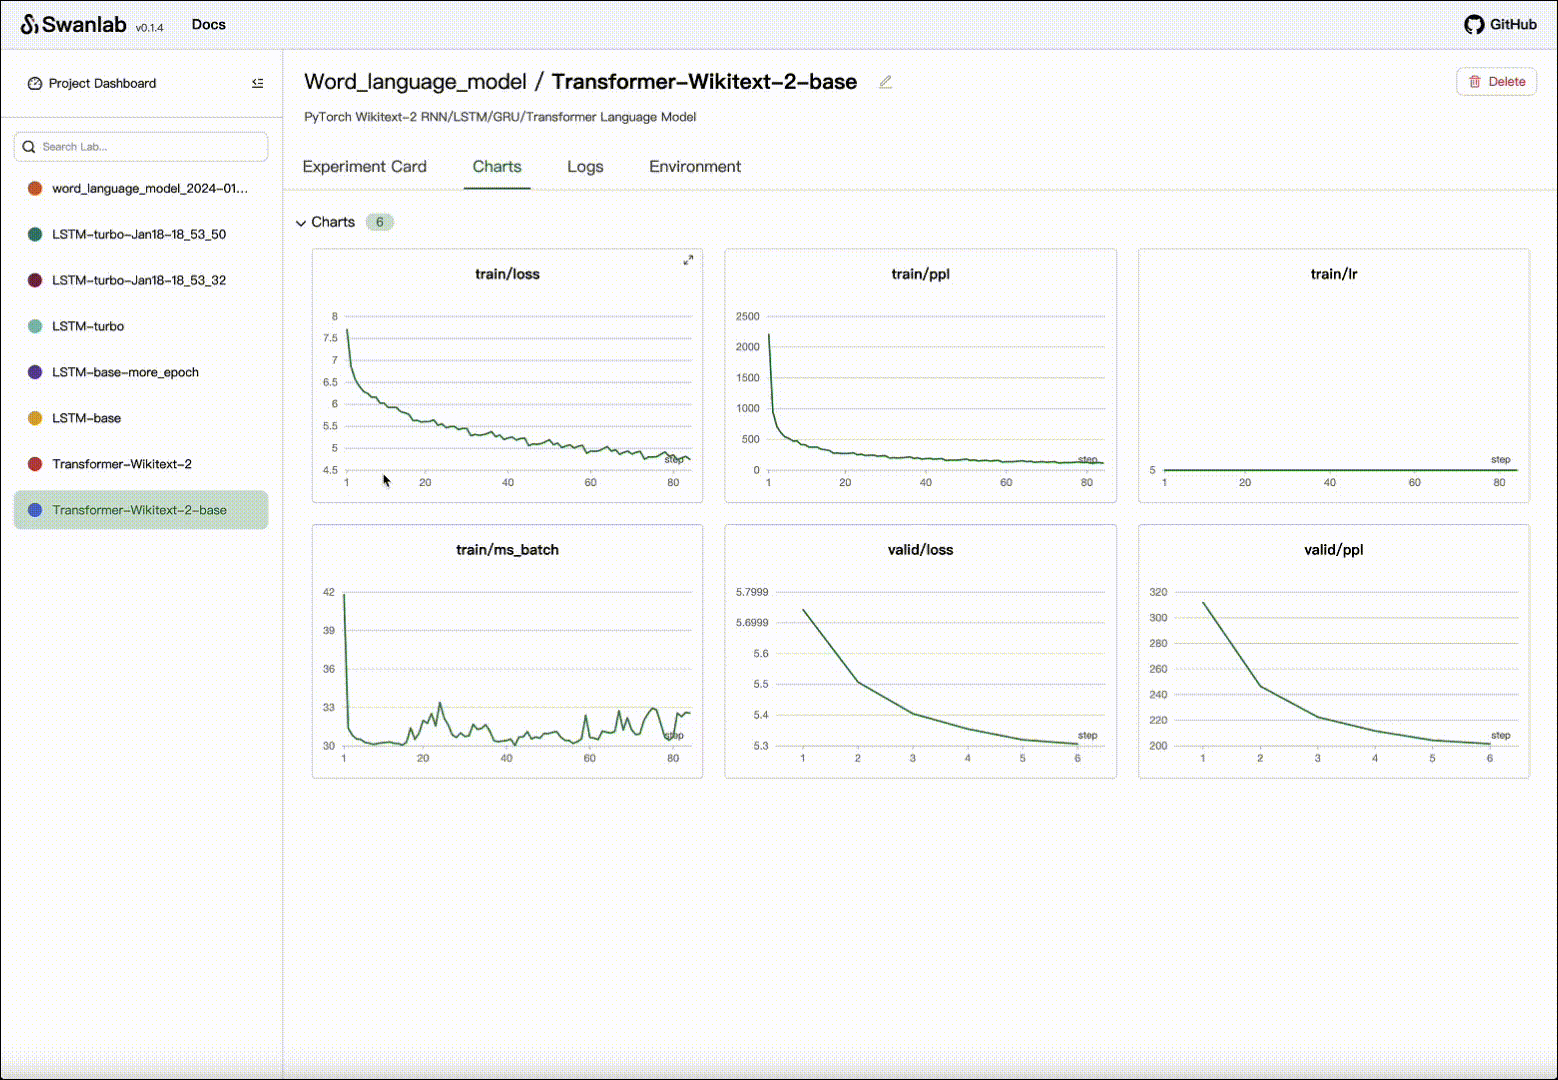 Swanlab v0.1.4 Docs GitHub
Project Dashboard
Search Lab...
word_language_model_2024-01...
LSTM-turbo-Jan18-18_53_50
LSTM-turbo-Jan18-18_53_32
LSTM-turbo
LSTM-base-more_epoch
LSTM-base
Transformer-Wikitext-2
Transformer-Wikitext-2-base
Word_language_model / Transformer-Wikitext-2-base
Delete
PyTorch Wikitext-2 RNN/LSTM/GRU/Transformer Language Model
Experiment Card Charts Logs Environment
Charts 6
train/loss
8
7.5
7
6.5
6
5.5
5
4.5
step
1 20 40 60 80
train/ppl
2500
2000
1500
1000
500
0
step
1 20 40 60 80
train/lr
5
step
1 20 40 60 80
train/ms_batch
42
39
36
33
30
step
1 20 40 60 80
valid/loss
5.7999
5.6999
5.6
5.5
5.4
5.3
step
1 2 3 4 5 6
valid/ppl
320
300
280
260
240
220
200
step
1 2 3 4 5 6